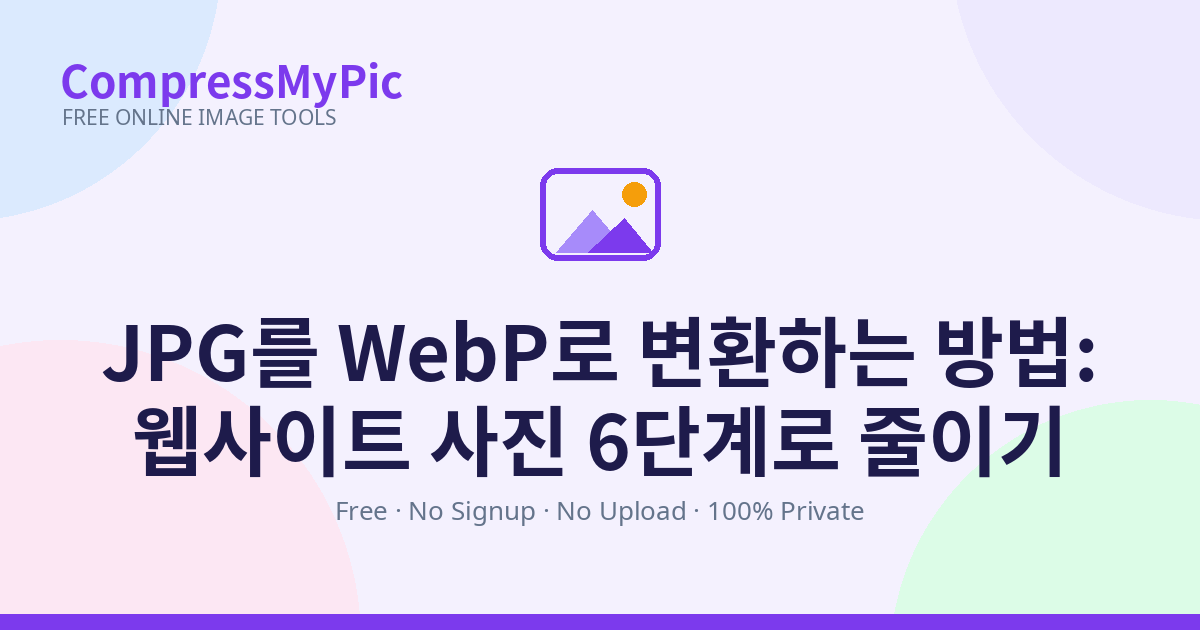 CompressMyPic
FREE ONLINE IMAGE TOOLS
JPG를 WebP로 변환하는 방법:
웹사이트 사진 6단계로 줄이기
Free · No Signup · No Upload · 100% Private